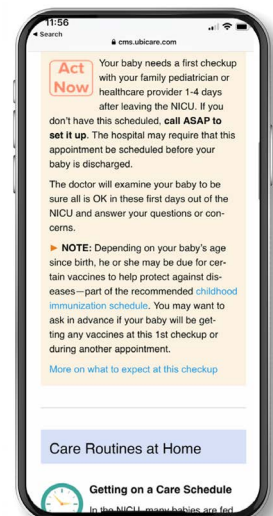 11:56
◀ Search
cms.ubicare.com
Act
Now
Your baby needs a first checkup
with your family pediatrician or
healthcare provider 1-4 days
after leaving the NICU. If you
don't have this scheduled, call ASAP to
set it up. The hospital may require that this
appointment be scheduled before your
baby is discharged.
The doctor will examine your baby to be
sure all is OK in these first days out of the
NICU and answer your questions or con-
cerns.
► NOTE: Depending on your baby's age
since birth, he or she may be due for cer-
tain vaccines to help protect against dis-
eases—part of the recommended childhood
immunization schedule. You may want to
ask in advance if your baby will be get-
ting any vaccines at this 1st checkup or
during another appointment.
More on what to expect at this checkup
Care Routines at Home
Getting on a Care Schedule
In the NICU, many babies are fed